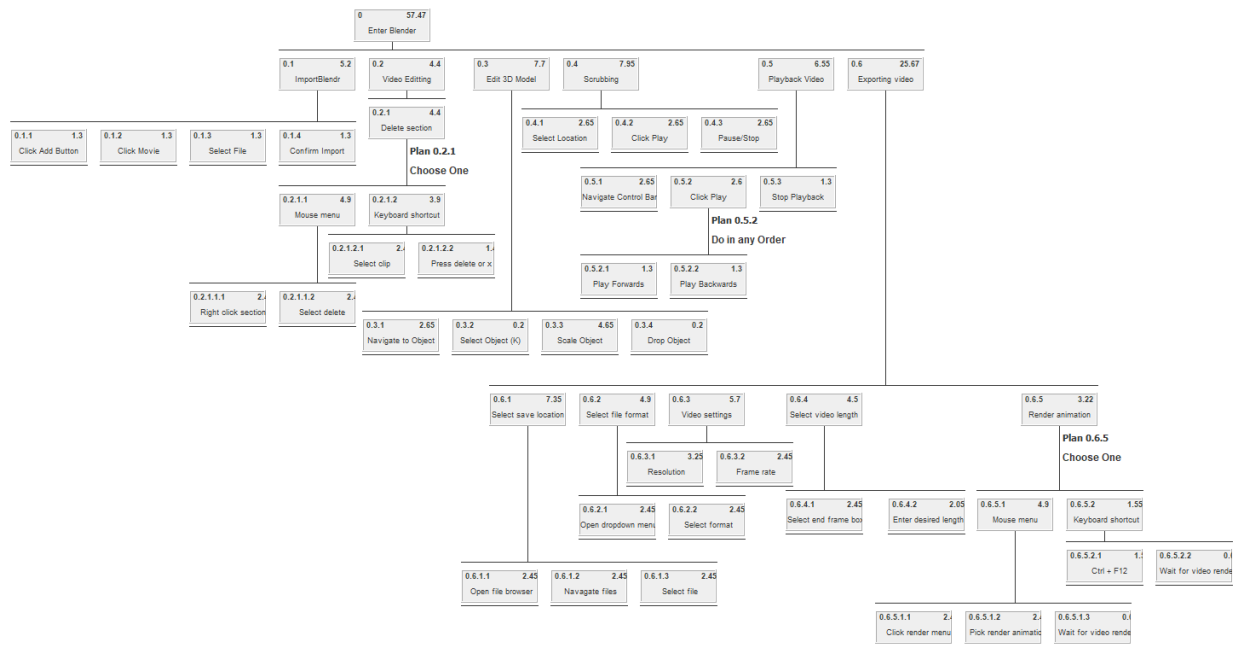 0 57.47
Enter Blender
0.1 5.2
ImportBlendr
0.2 4.4
Video Editting
0.3 7.7
Edit 3D Model
0.4 7.95
Scrubbing
0.5 6.55
Playback Video
0.6 25.67
Exporting video
0.2.1 4.4
Delete section
0.4.1 2.65
Select Location
0.4.2 2.65
Click Play
0.4.3 2.65
Pause/Stop
0.1.1 1.3
Click Add Button
0.1.2 1.3
Click Movie
0.1.3 1.3
Select File
0.1.4 1.3
Confirm Import
Plan 0.2.1
Choose One
0.5.1 2.65
Navigate Control Bar
0.5.2 2.6
Click Play
0.5.3 1.3
Stop Playback
0.2.1.1 4.9
Mouse menu
0.2.1.2 3.9
Keyboard shortcut
Plan 0.5.2
Do in any Order
0.2.1.2.1 2.
Select clip
0.2.1.2.2 1.
Press delete or x
0.5.2.1 1.3
Play Forwards
0.5.2.2 1.3
Play Backwards
0.2.1.1.1 2.
Right click section
0.2.1.1.2 2.
Select delete
0.3.1 2.65
Navigate to Object
0.3.2 0.2
Select Object (K)
0.3.3 4.65
Scale Object
0.3.4 0.2
Drop Object
0.6.1 7.35
Select save location
0.6.2 4.9
Select file format
0.6.3 5.7
Video settings
0.6.4 4.5
Select video length
0.6.5 3.22
Render animation
Plan 0.6.5
Choose One
0.6.3.1 3.25
Resolution
0.6.3.2 2.45
Frame rate
0.6.2.1 2.45
Open dropdown menu
0.6.2.2 2.45
Select format
0.6.4.1 2.45
Select end frame box
0.6.4.2 2.05
Enter desired length
0.6.5.1 4.9
Mouse menu
0.6.5.2 1.55
Keyboard shortcut
0.6.5.2.1 1.
Ctrl + F12
0.6.5.2.2 0.
Wait for video rende
0.6.1.1 2.45
Open file browser
0.6.1.2 2.45
Navagate files
0.6.1.3 2.45
Select file
0.6.5.1.1 2.
Click render menu
0.6.5.1.2 2.
Pick render animatic
0.6.5.1.3 0.
Wait for video rende